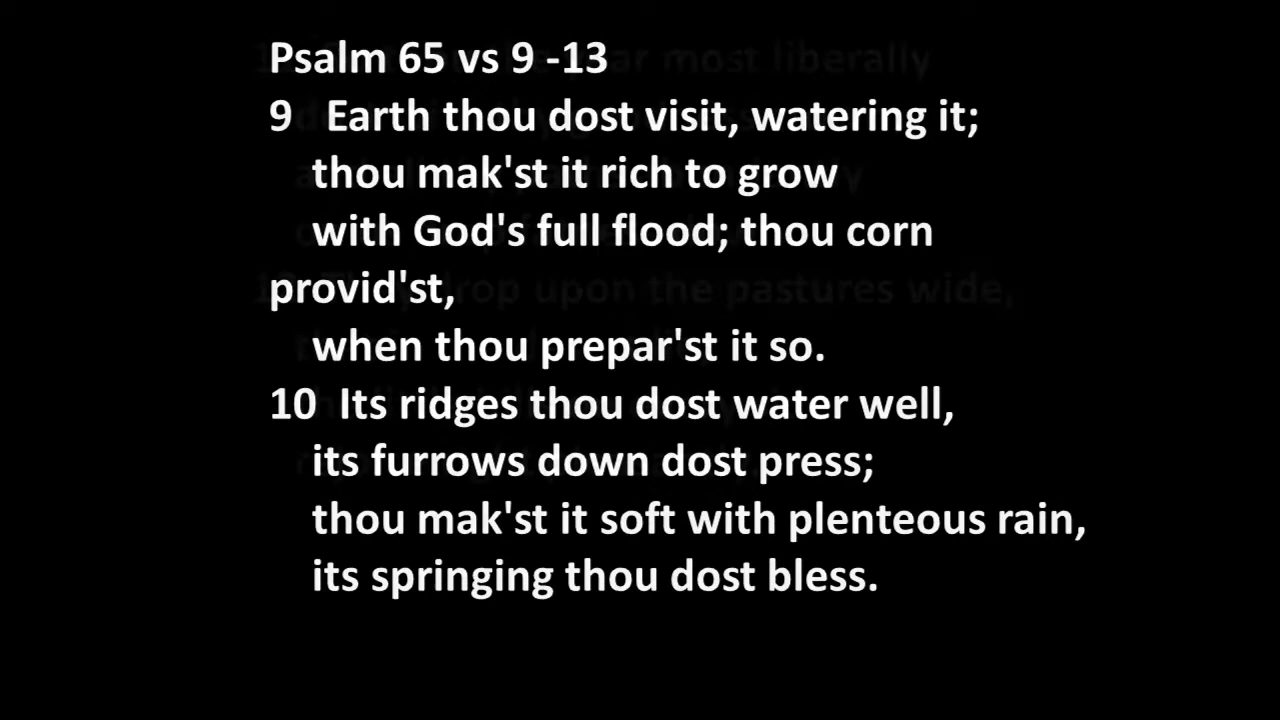 Psalm 65 vs 9 -13
9 Earth thou dost visit, watering it;
thou mak'st it rich to grow
with God's full flood; thou corn
provid'st,
when thou prepar'st it so.
10 Its ridges thou dost water well,
its furrows down dost press;
thou mak'st it soft with plenteous rain,
its springing thou dost bless.